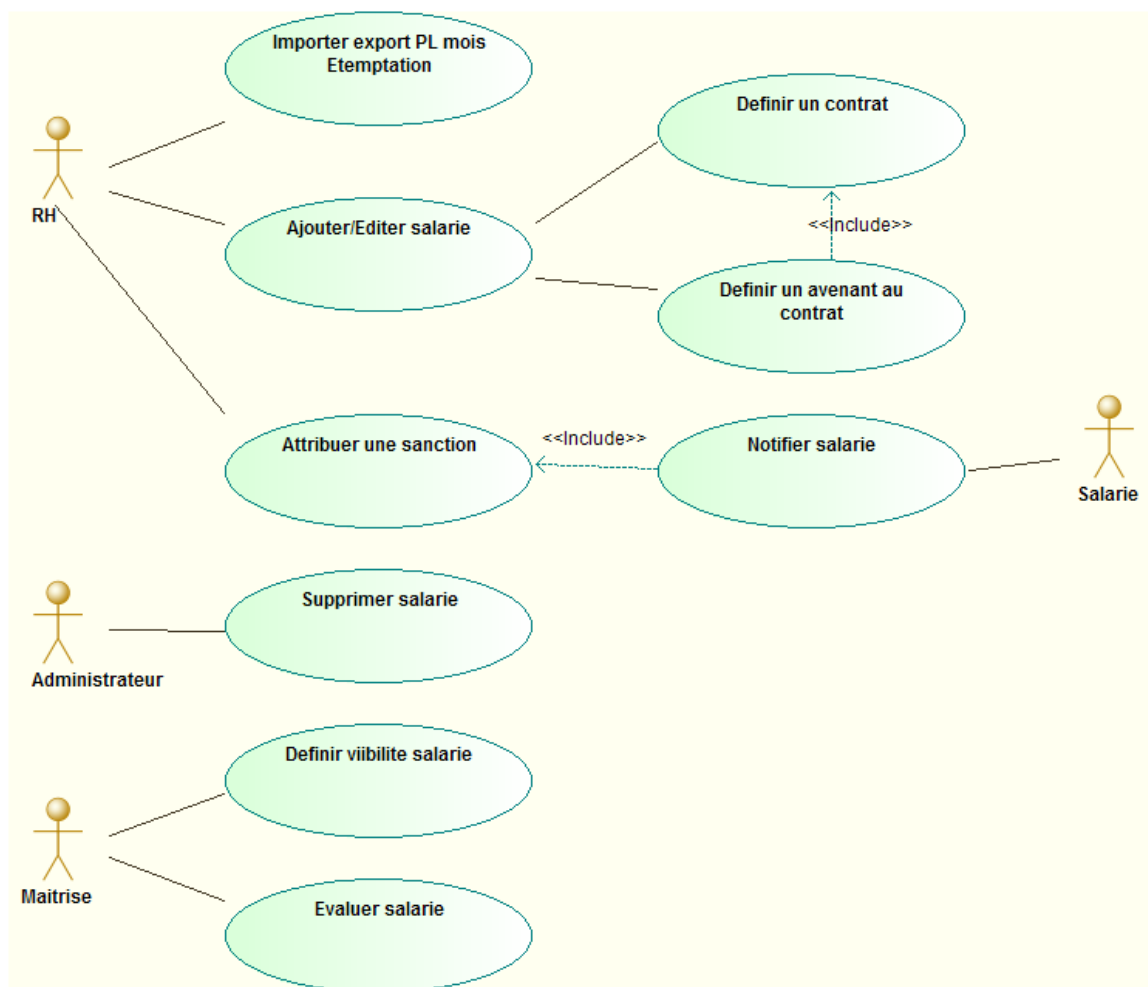 Importer export PL mois
Etemptation
Definir un contrat
RH
Ajouter/Editer salarie
<<Include>>
Definir un avenant au
contrat
Attribuer une sanction
<<Include>>
Notifier salarie
Salarie
Supprimer salarie
Administrateur
Definir viibilite salarie
Maitrise
Evaluer salarie